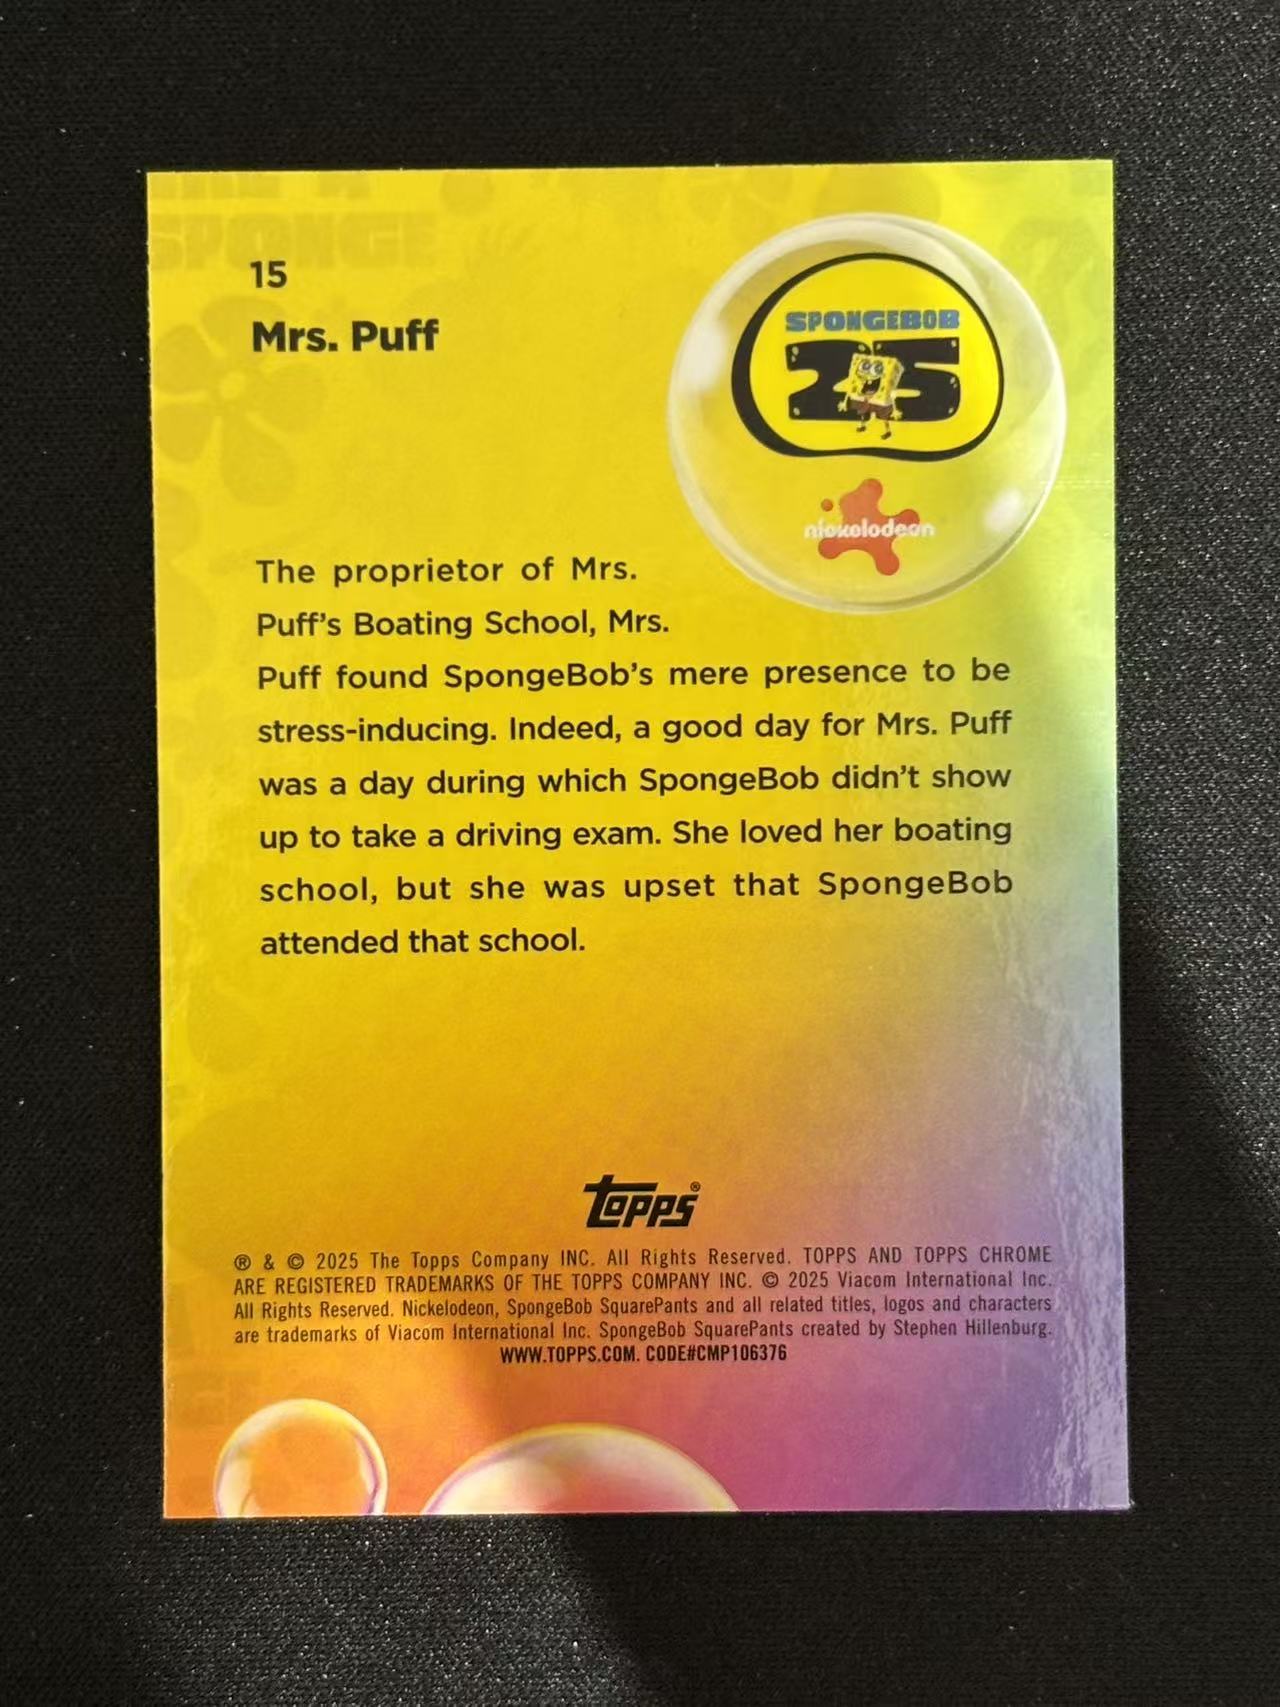 SPONGE
15
Mrs. Puff
SPONGEBOB
25
nickelodeon
The proprietor of Mrs.
Puff's Boating School, Mrs.
Puff found SpongeBob's mere presence to be
stress-inducing. Indeed, a good day for Mrs. Puff
was a day during which SpongeBob didn't show
up to take a driving exam. She loved her boating
school, but she was upset that SpongeBob
attended that school.
TOPPS®
® & © 2025 The Topps Company INC. All Rights Reserved. TOPPS AND TOPPS CHROME
ARE REGISTERED TRADEMARKS OF THE TOPPS COMPANY INC. © 2025 Viacom International Inc.
All Rights Reserved. Nickelodeon, SpongeBob SquarePants and all related titles, logos and characters
are trademarks of Viacom International Inc. SpongeBob SquarePants created by Stephen Hillenburg.
WWW.TOPPS.COM. CODE#CMP106376